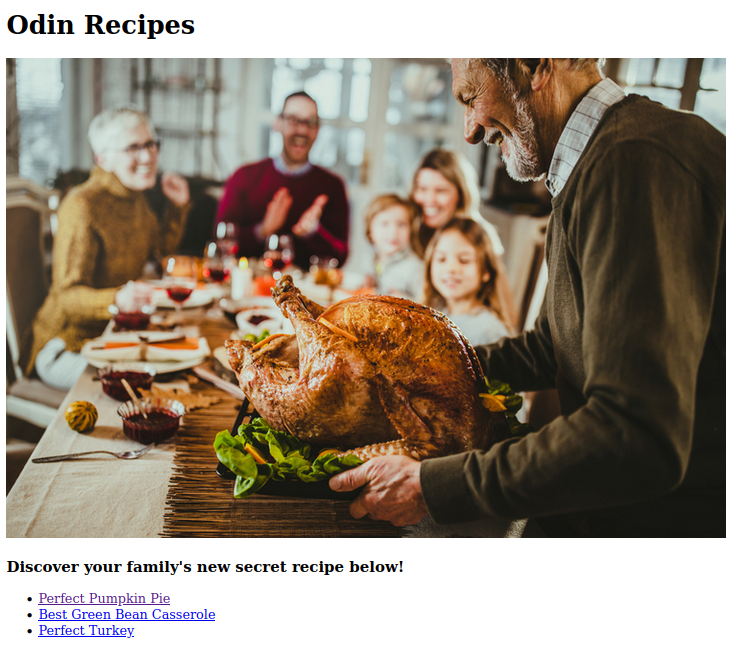 Odin Recipes
Discover your family's new secret recipe below!
Perfect Pumpkin Pie
Best Green Bean Casserole
Perfect Turkey